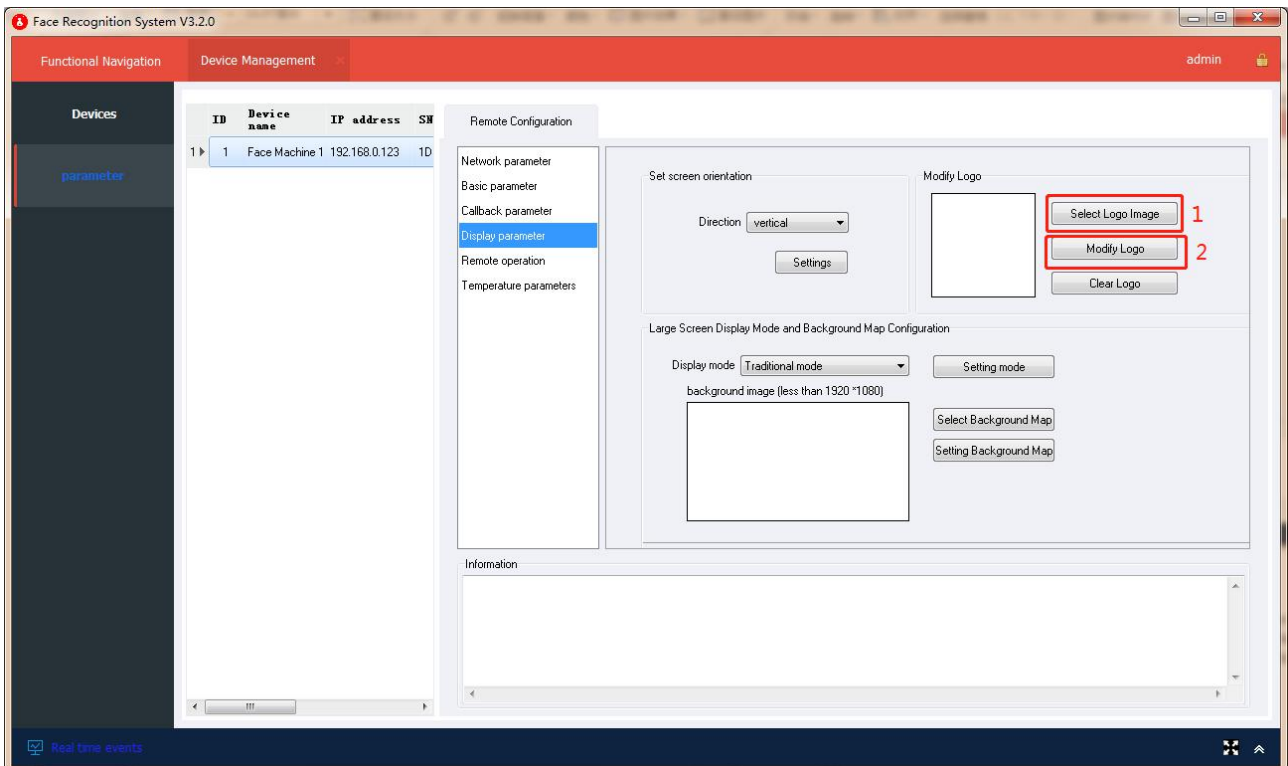 Face Recognition System V3.2.0
Functional Navigation
Device Management
admin
Devices
parameter
ID Device name IP address SN
1 1 Face Machine 1 192.168.0.123 1D
Remote Configuration
Network parameter
Basic parameter
Callback parameter
Display parameter
Remote operation
Temperature parameters
Set screen orientation
Direction vertical
Settings
Modify Logo
Select Logo Image 1
Modify Logo 2
Clear Logo
Large Screen Display Mode and Background Map Configuration
Display mode Traditional mode Setting mode
background image (less than 1920 *1080)
Select Background Map
Setting Background Map
Information
Real time events